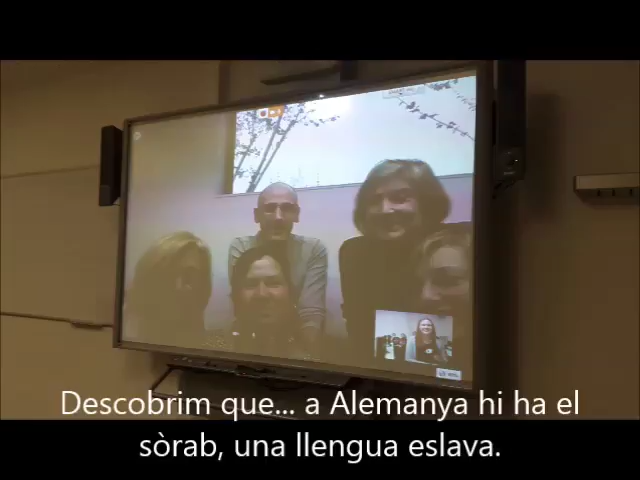 Descobrim que... a Alemanya hi ha el
sòrab, una llengua eslava.